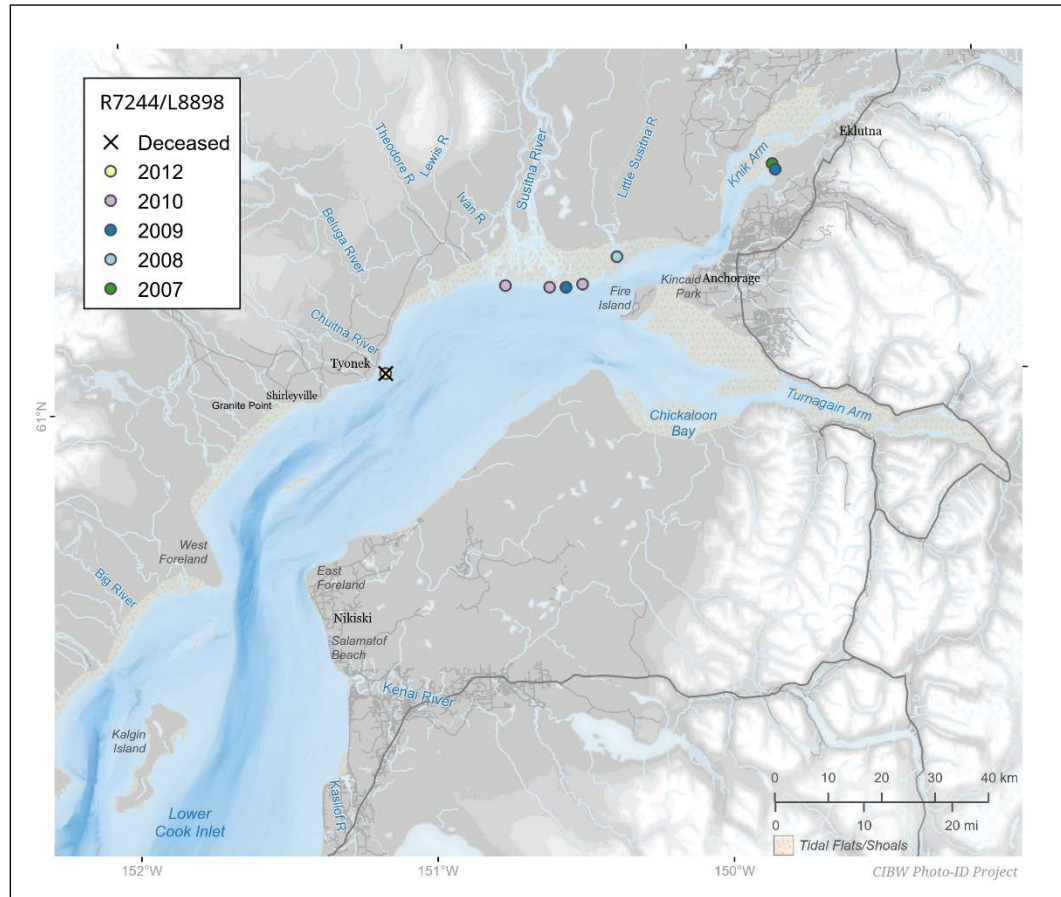 R7244/L8898
Deceased
2012
2010
2009
2008
2007
Theodore R
Lewis R
Ivan R
Susitna River
Little Susitna R
Knik Arm
Eklutna
Beluga River
Chuitna River
Fire
Island
Kincaid
Park
Anchorage
Tyonek
Shirleyville
Granite Point
61°N
Chickaloon
Bay
Turnagain Arm
West
Foreland
Big River
East
Foreland
Nikiski
Salamatof
Beach
Kenai River
Kalgin
Island
Kasilof R
Lower
Cook Inlet
0 10 20 30 40 km
0 10 20 mi
Tidal Flats/Shoals
CIBW Photo-ID Project
152°W
151°W
150°W